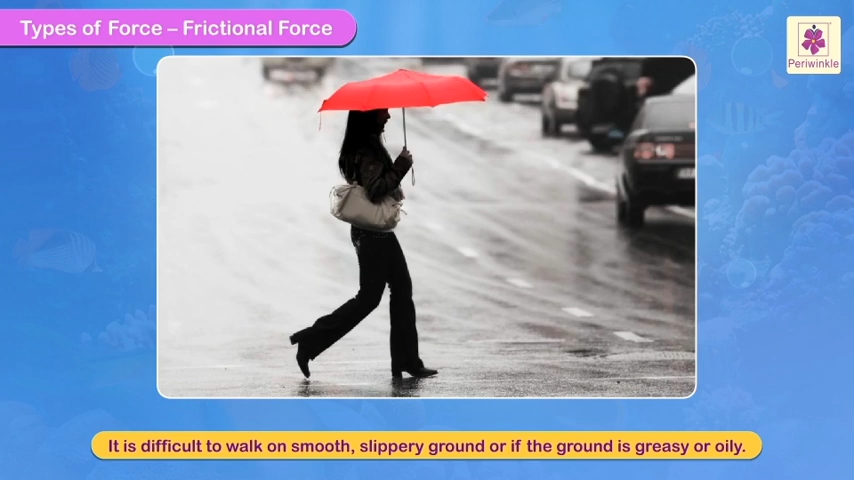 Types of Force – Frictional Force
Periwinkle
It is difficult to walk on smooth, slippery ground or if the ground is greasy or oily.